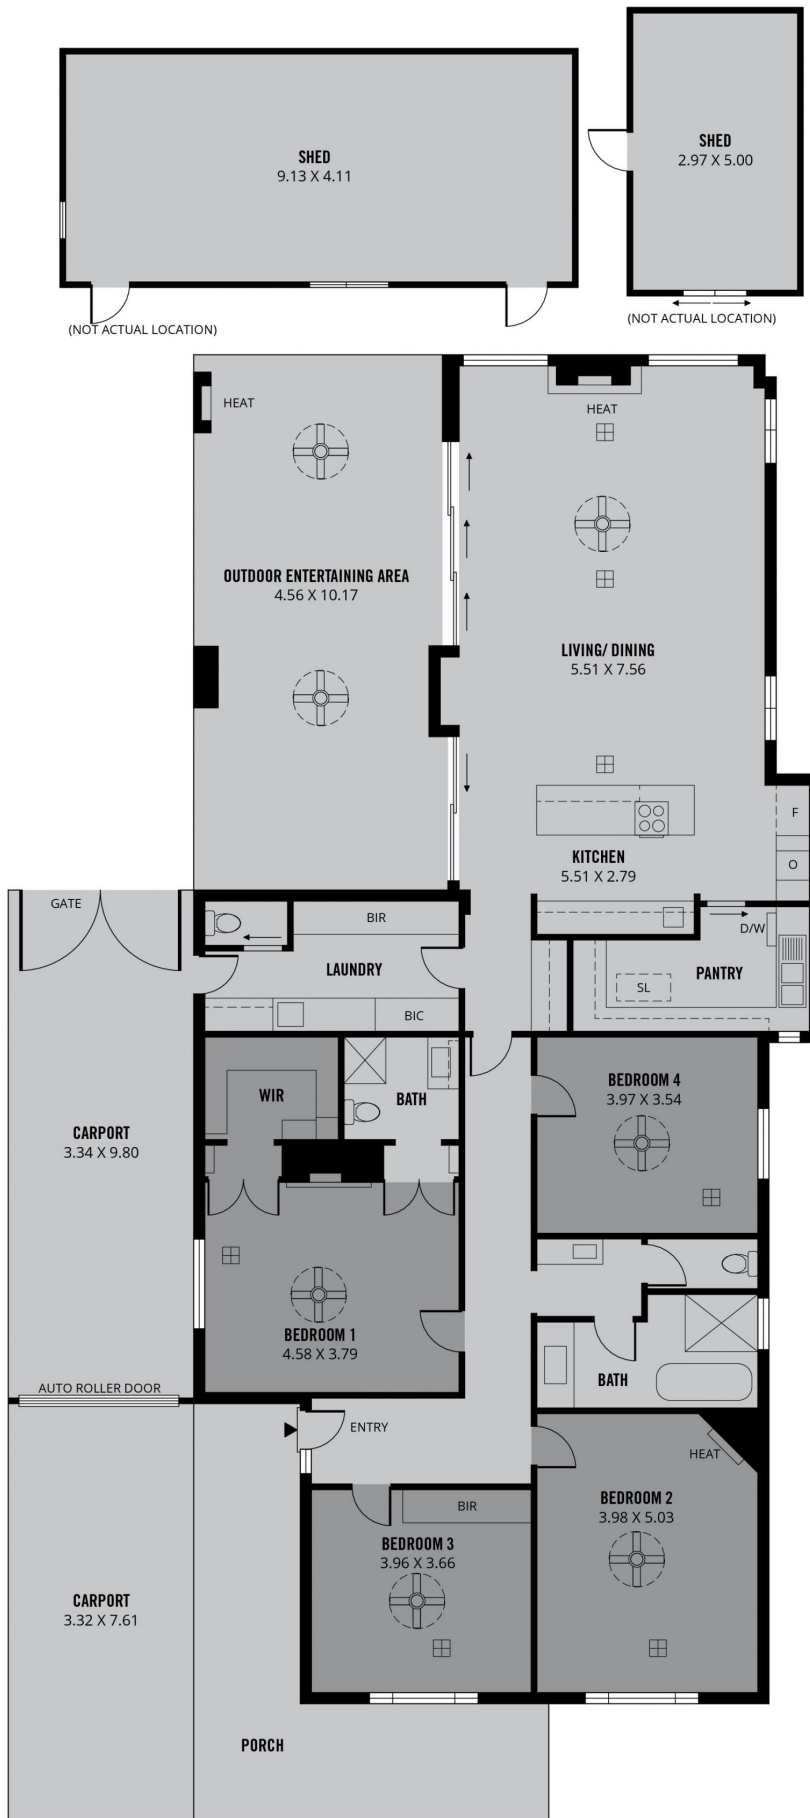 SHED
9.13 X 4.11
SHED
2.97 X 5.00
(NOT ACTUAL LOCATION)
(NOT ACTUAL LOCATION)
HEAT
HEAT
OUTDOOR ENTERTAINING AREA
4.56 X 10.17
LIVING/ DINING
5.51 X 7.56
F
KITCHEN
5.51 X 2.79
O
GATE
BIR
D/W
LAUNDRY
PANTRY
SL
BIC
WIR
BATH
BEDROOM 4
3.97 X 3.54
CARPORT
3.34 X 9.80
BEDROOM 1
4.58 X 3.79
BATH
AUTO ROLLER DOOR
ENTRY
HEAT
BIR
BEDROOM 2
3.98 X 5.03
BEDROOM 3
3.96 X 3.66
CARPORT
3.32 X 7.61
PORCH